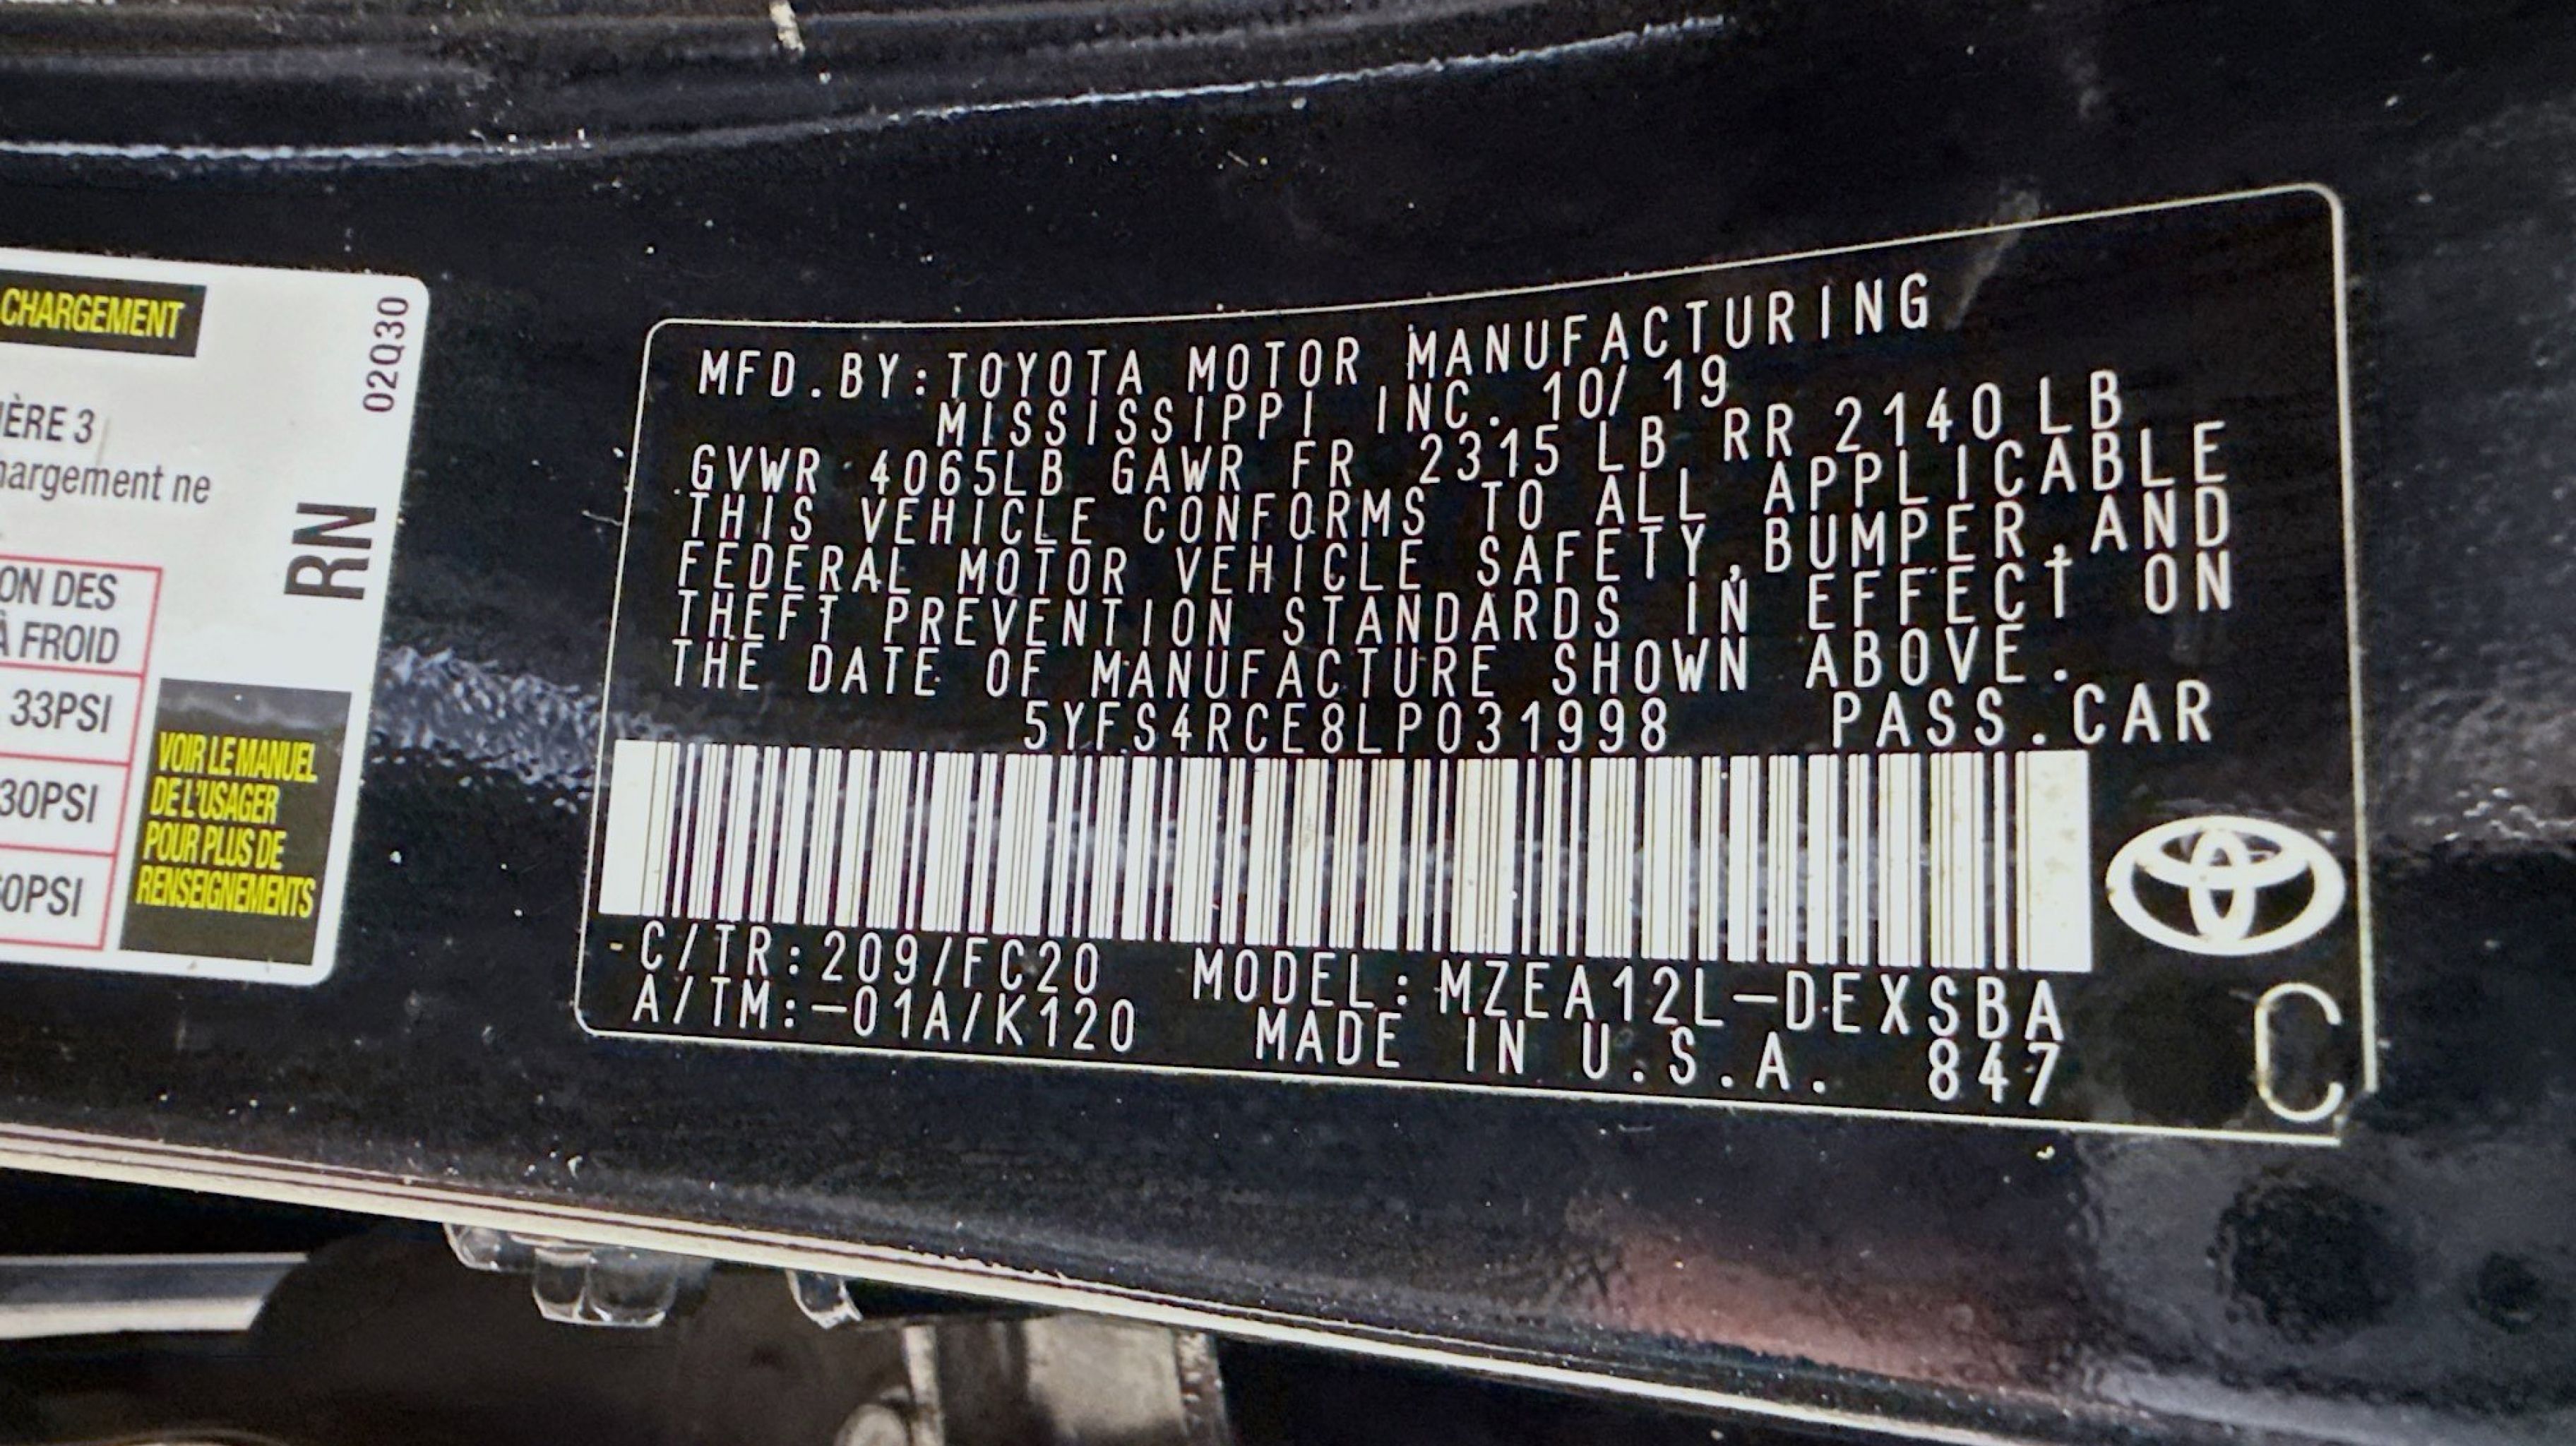 CHARGEMENT
02Q30
ÈRE 3
hargement ne
RN
ON DES
À FROID
33PSI
30PSI
60PSI
VOIR LE MANUEL
DE L'USAGER
POUR PLUS DE
RENSEIGNEMENTS
MFD.BY:TOYOTA MOTOR MANUFACTURING
MISSISSIPPI INC. 10/ 19
GVWR 4065LB GAWR FR 2315 LB RR 2140 LB
THIS VEHICLE CONFORMS TO ALL APPLICABLE
FEDERAL MOTOR VEHICLE SAFETY,BUMPER,AND
THEFT PREVENTION STANDARDS IN EFFECT ON
THE DATE OF MANUFACTURE SHOWN ABOVE.
5YFS4RCE8LP031998 PASS.CAR
C/TR:209/FC20 MODEL:MZEA12L-DEXSBA
A/TM:-01A/K120 MADE IN U.S.A. 847
C